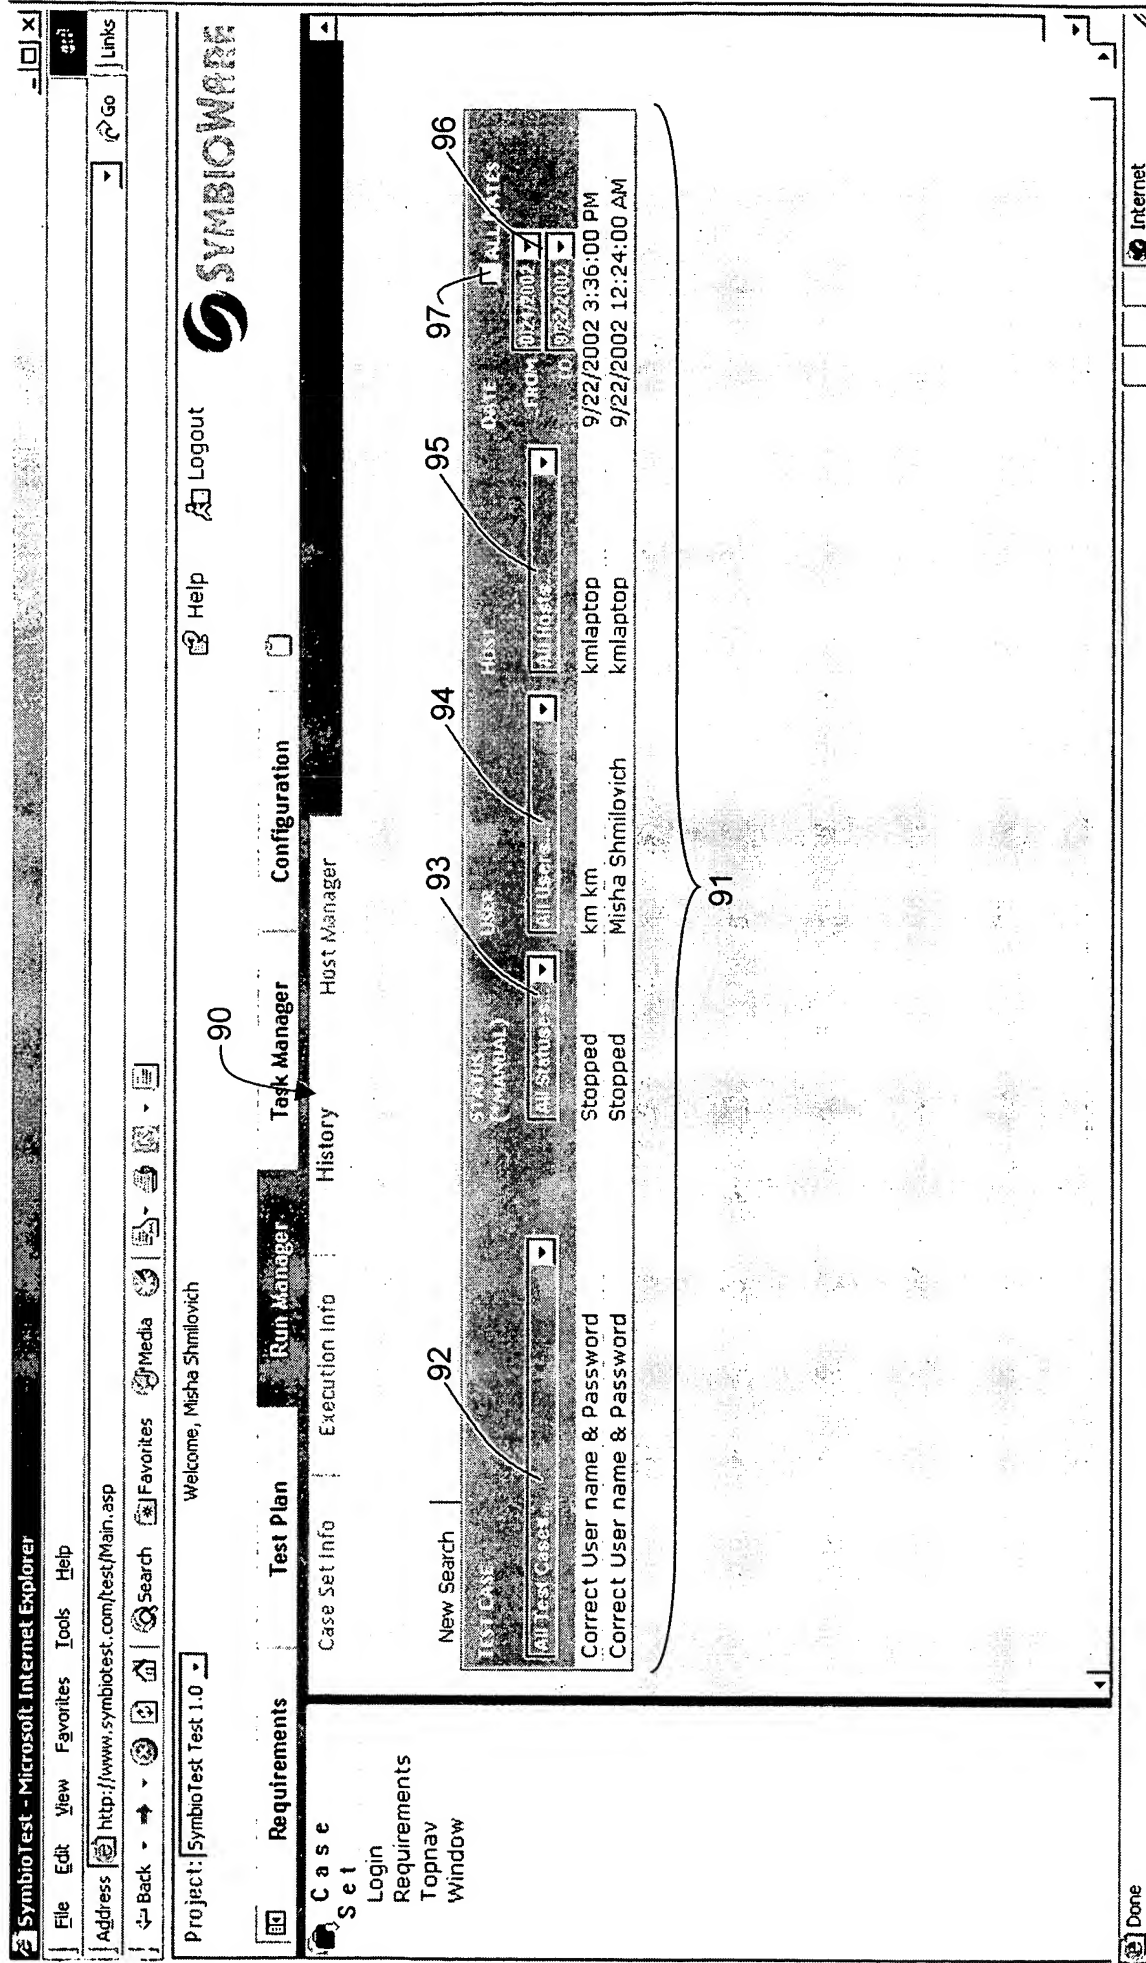 SymbioTest - Microsoft Internet Explorer
File Edit View Favorites Tools Help
Address http://www.symbiotest.com/test/Main.asp Go Links
Back Search Favorites Media
Project: SymbioTest Test 1.0 Welcome, Misha Shmilovich Help Logout SYMBIOWARE
90
Requirements Test Plan Run Manager Task Manager Configuration
Case Set Info Execution Info History Host Manager
Case
Set
Login
Requirements
Topnav
Window
New Search
92 93 94 95 97 96
TEST CASE STATUS USER HOST DATE ALL DATES
(*-MANUAL)
All Test Cases All Statuses All Users All Hosts FROM
TO 9/22/2002
Correct User name & Password Stopped km km kmlaptop 9/22/2002 3:36:00 PM
Correct User name & Password Stopped Misha Shmilovich kmlaptop 9/22/2002 12:24:00 AM
91
Done Internet